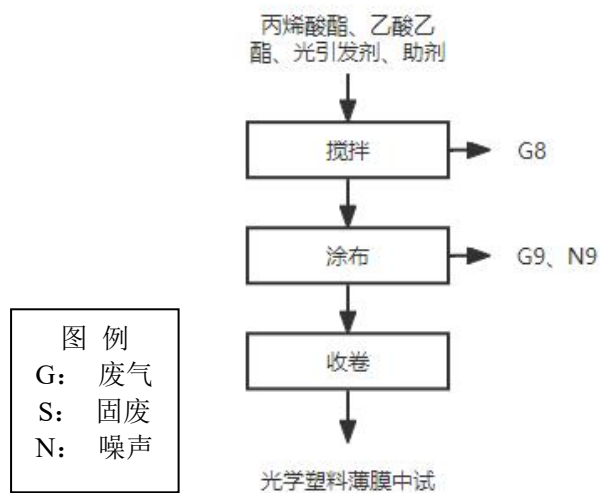 丙烯酸酯、乙酸乙
酯、光引发剂、助剂
搅拌
G8
涂布
G9、N9
收卷
光学塑料薄膜中试
图 例
G： 废气
S： 固废
N： 噪声